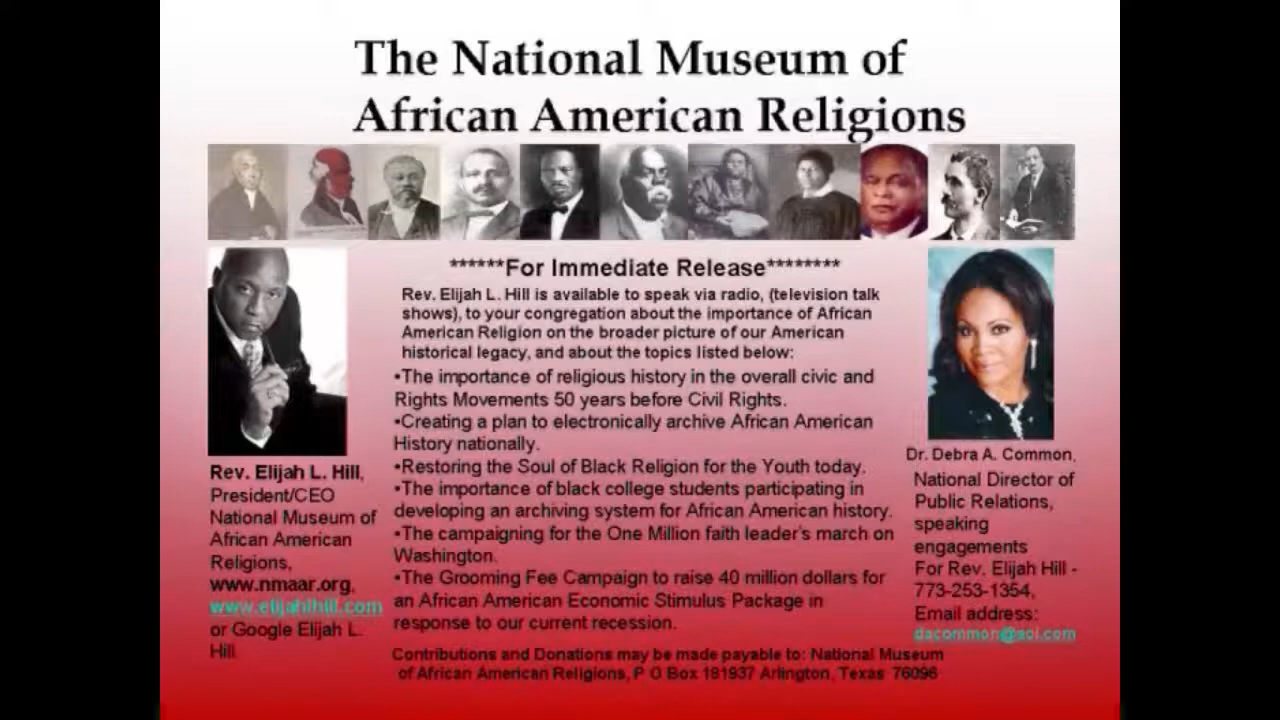 The National Museum of
African American Religions
******For Immediate Release********
Rev. Elijah L. Hill is available to speak via radio, (television talk
shows), to your congregation about the importance of African
American Religion on the broader picture of our American
historical legacy, and about the topics listed below:
•The importance of religious history in the overall civic and
Rights Movements 50 years before Civil Rights.
•Creating a plan to electronically archive African American
History nationally.
•Restoring the Soul of Black Religion for the Youth today.
•The importance of black college students participating in
developing an archiving system for African American history.
•The campaigning for the One Million faith leader's march on
Washington.
•The Grooming Fee Campaign to raise 40 million dollars for
an African American Economic Stimulus Package in
response to our current recession.
Rev. Elijah L. Hill,
President/CEO
National Museum of
African American
Religions,
www.nmaar.org,
www.elijahlhill.com
or Google Elijah L.
Hill
Dr. Debra A. Common,
National Director of
Public Relations,
speaking
engagements
For Rev. Elijah Hill -
773-253-1354,
Email address:
dacommon@aol.com
Contributions and Donations may be made payable to: National Museum
of African American Religions, P O Box 181937 Arlington, Texas 76096